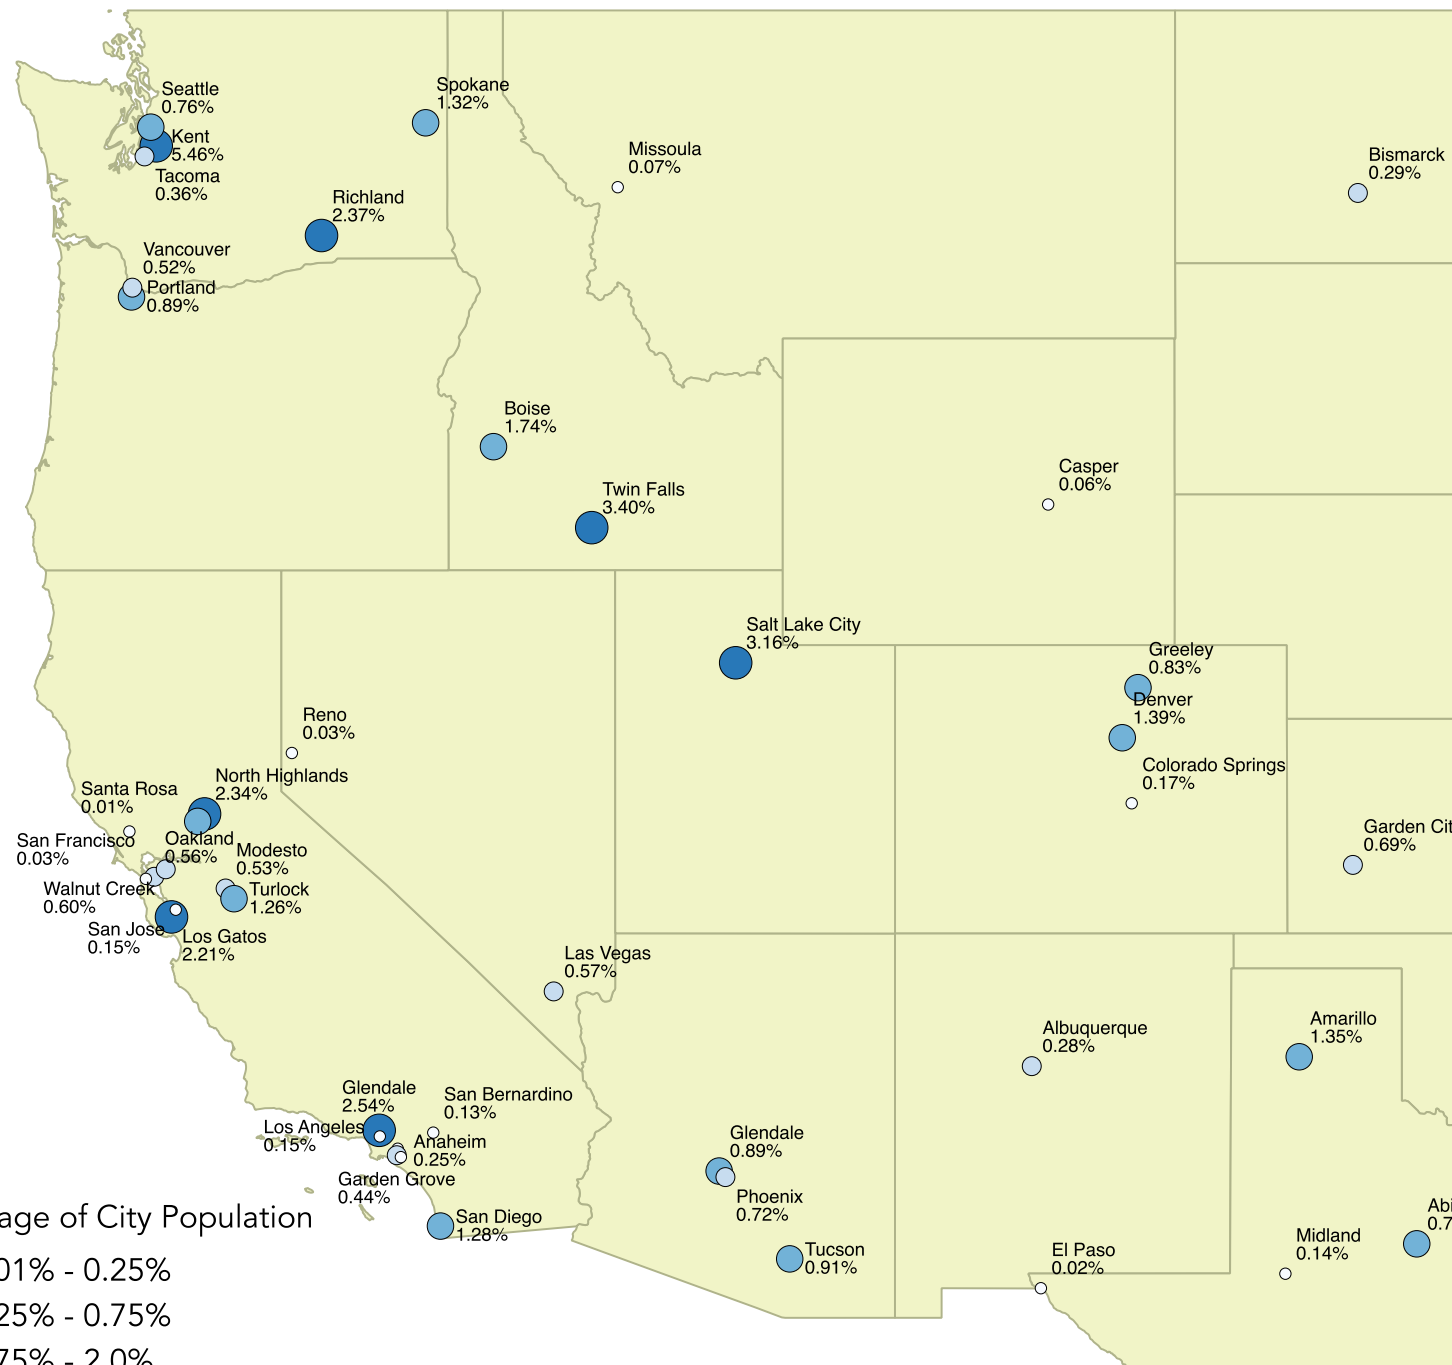 Seattle
0.76%
Spokane
1.32%
Kent
5.46%
Tacoma
0.36%
Missoula
0.07%
Bismarck
0.29%
Richland
2.37%
Vancouver
0.52%
Portland
0.89%
Boise
1.74%
Twin Falls
3.40%
Casper
0.06%
Salt Lake City
3.16%
Greeley
0.83%
Denver
1.39%
Colorado Springs
0.17%
Reno
0.03%
North Highlands
2.34%
Santa Rosa
0.01%
San Francisco
0.03%
Oakland
0.56%
Modesto
0.53%
Walnut Creek
0.60%
Turlock
1.26%
San Jose
0.15%
Los Gatos
2.21%
Garden Cit
0.69%
Las Vegas
0.57%
Albuquerque
0.28%
Amarillo
1.35%
Glendale
2.54%
San Bernardino
0.13%
Los Angeles
0.15%
Anaheim
0.25%
Garden Grove
0.44%
San Diego
1.28%
Glendale
0.89%
Phoenix
0.72%
Tucson
0.91%
El Paso
0.02%
Midland
0.14%
Abi
0.7
age of City Population
01% - 0.25%
25% - 0.75%
75% - 2.0%